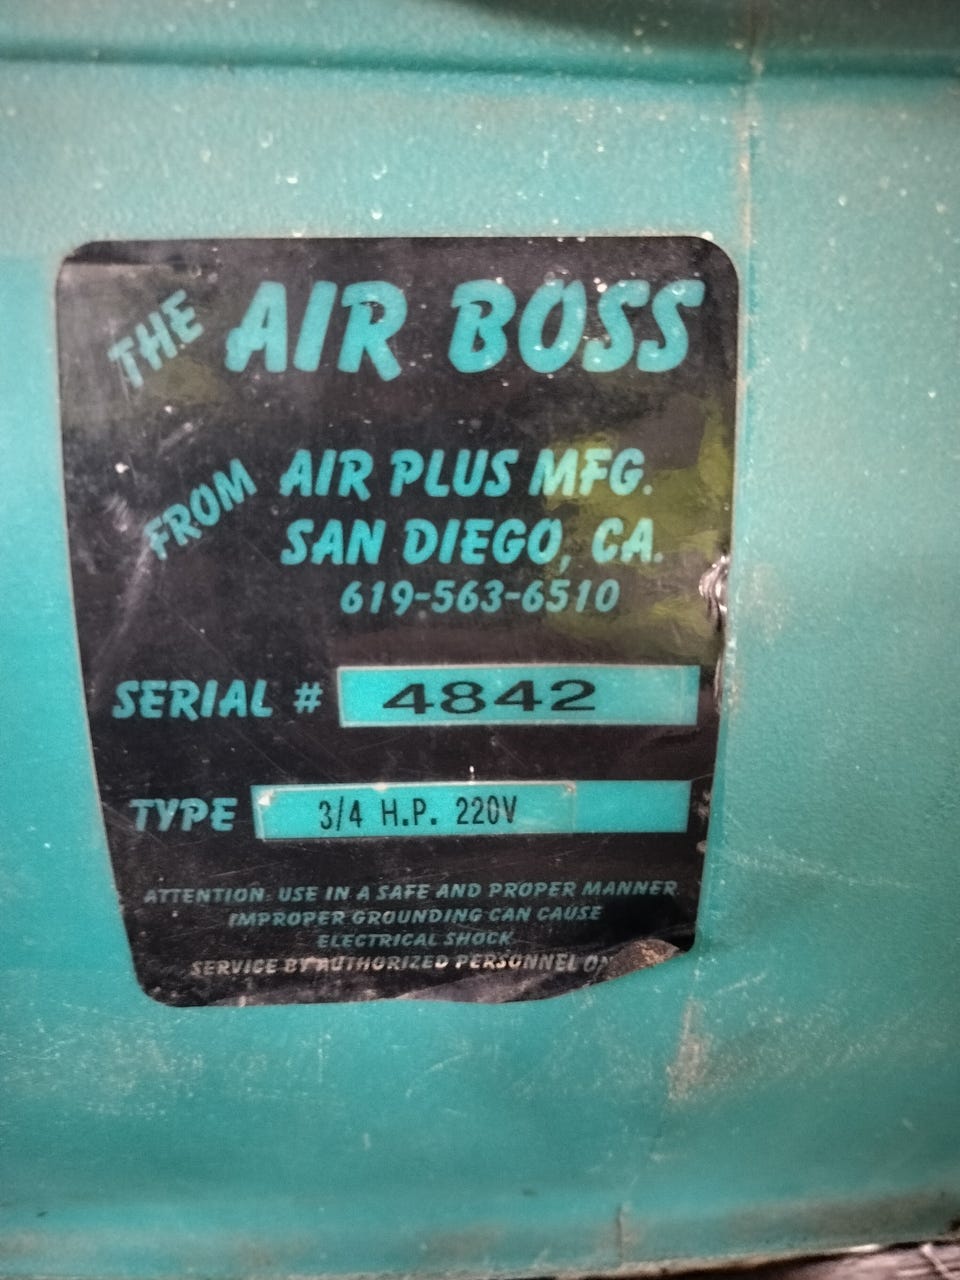 THE AIR BOSS
FROM AIR PLUS MFG.
SAN DIEGO, CA.
619-563-6510
SERIAL # 4842
TYPE 3/4 H.P. 220V
ATTENTION: USE IN A SAFE AND PROPER MANNER
IMPROPER GROUNDING CAN CAUSE
ELECTRICAL SHOCK
SERVICE BY AUTHORIZED PERSONNEL ON